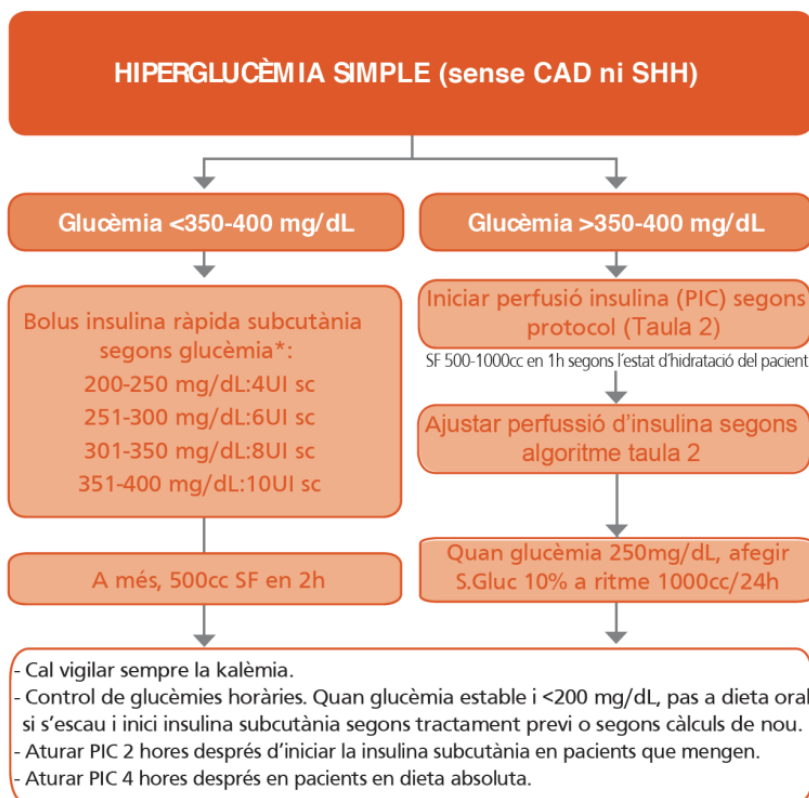 HIPERGLUCÈMIA SIMPLE (sense CAD ni SHH)
Glucèmia <350-400 mg/dL
Bolus insulina ràpida subcutània
segons glucèmia*:
200-250 mg/dL:4UI sc
251-300 mg/dL:6UI sc
301-350 mg/dL:8UI sc
351-400 mg/dL:10UI sc
A més, 500cc SF en 2h
Glucèmia >350-400 mg/dL
Iniciar perfusió insulina (PIC) segons
protocol (Taula 2)
SF 500-1000cc en 1h segons l'estat d'hidratació del pacient
Ajustar perfussió d'insulina segons
algoritme taula 2
Quan glucèmia 250mg/dL, afegir
S.Gluc 10% a ritme 1000cc/24h
- Cal vigilar sempre la kalèmia.
- Control de glucèmies horàries. Quan glucèmia estable i <200 mg/dL, pas a dieta oral
si s'escau i inici insulina subcutània segons tractament previ o segons càlculs de nou.
- Aturar PIC 2 hores després d'iniciar la insulina subcutània en pacients que mengen.
- Aturar PIC 4 hores després en pacients en dieta absoluta.